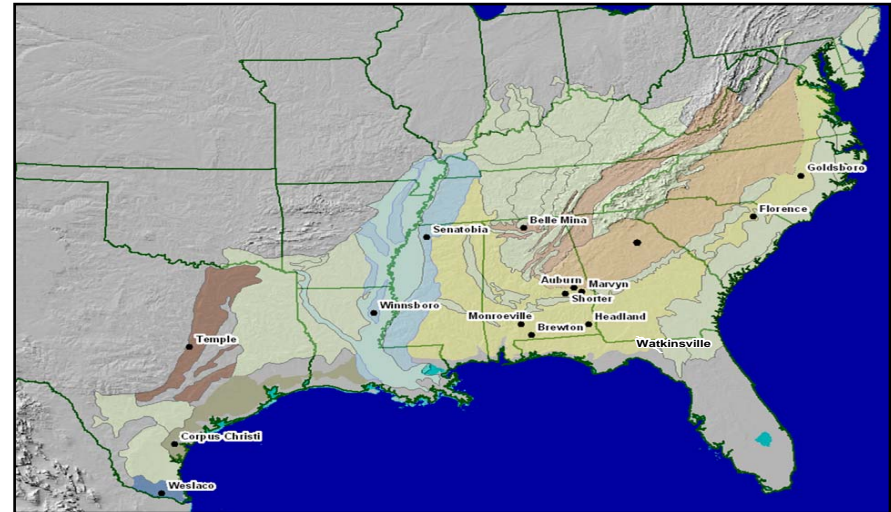 Goldsboro
Florence
Belle Mina
Senatobia
Auburn
Marvyn
Shorter
Winnsboro
Monroeville
Headland
Brewton
Watkinsville
Temple
Corpus Christi
Weslaco